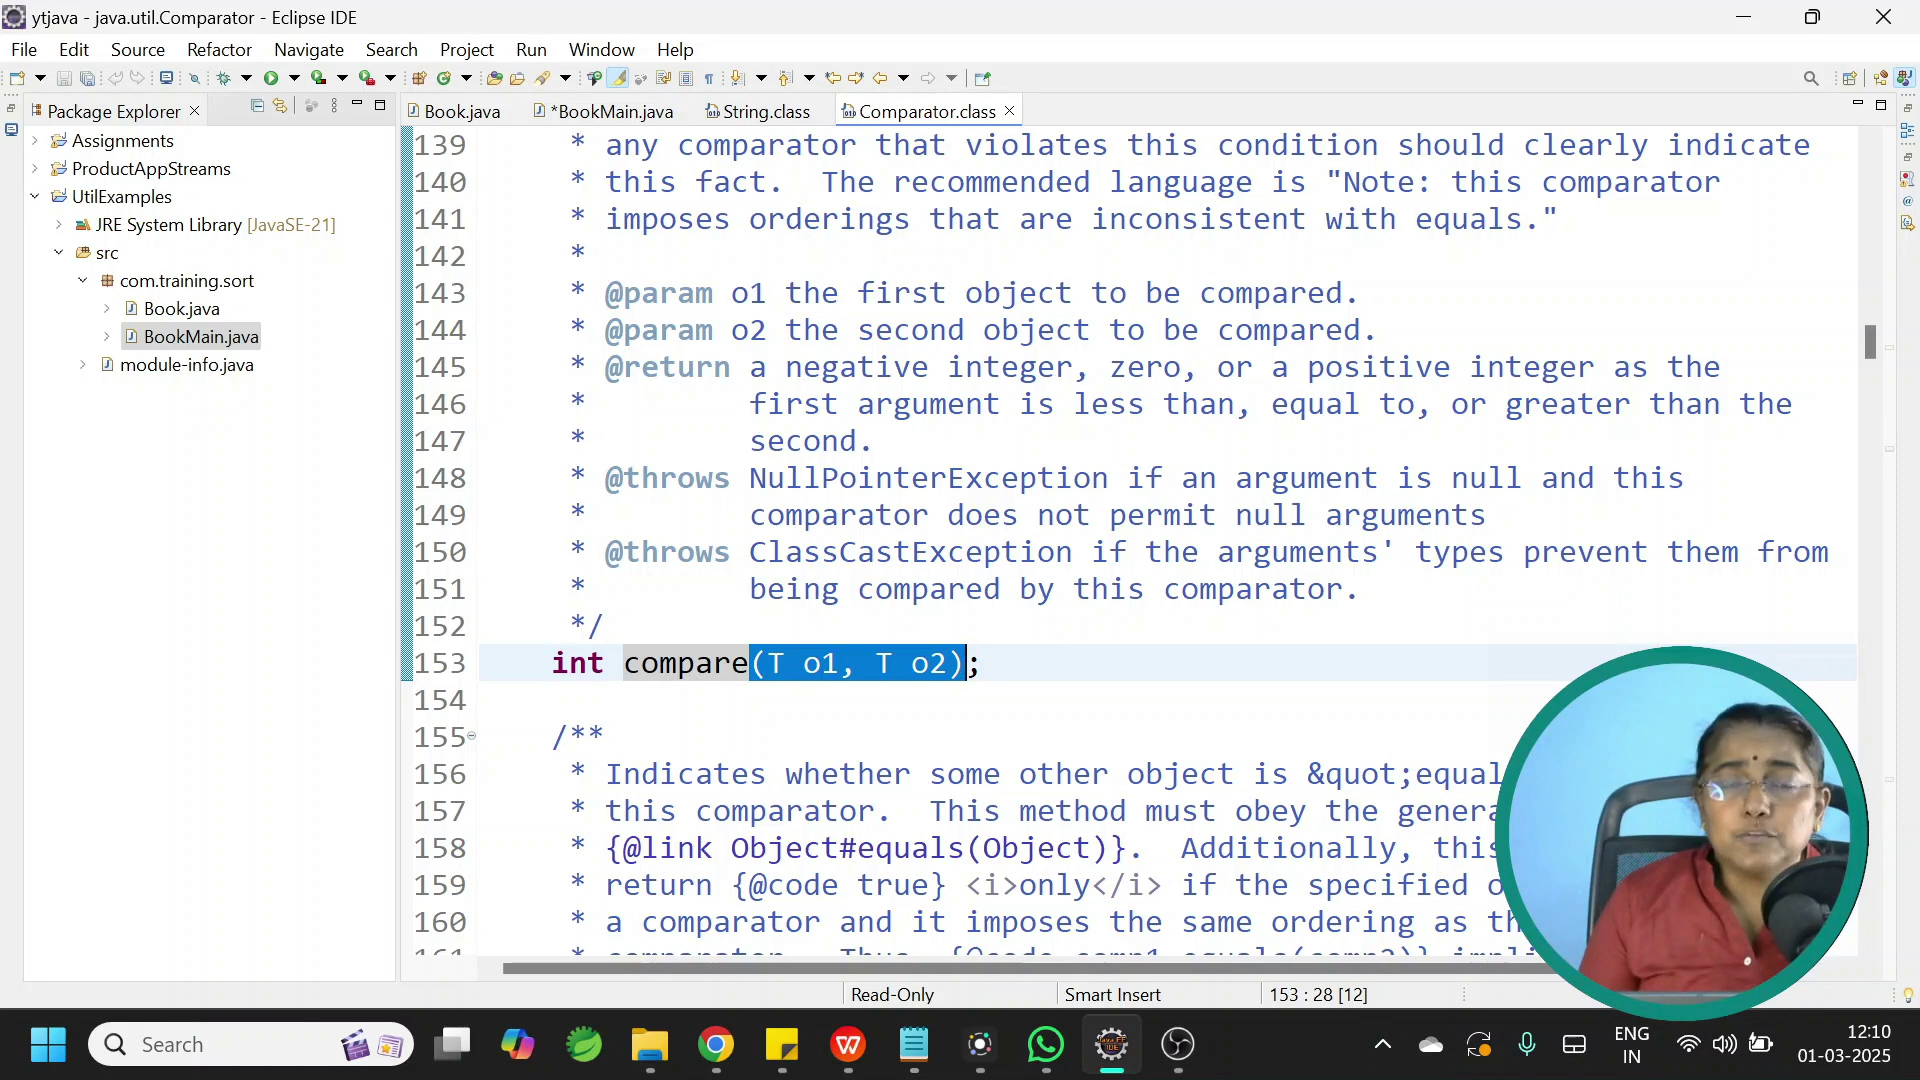 ytjava - java.util.Comparator - Eclipse IDE
File Edit Source Refactor Navigate Search Project Run Window Help
Package Explorer
Book.java *BookMain.java String.class Comparator.class
Assignments
ProductAppStreams
UtilExamples
JRE System Library [JavaSE-21]
src
com.training.sort
Book.java
BookMain.java
module-info.java
139 * any comparator that violates this condition should clearly indicate
140 * this fact. The recommended language is "Note: this comparator
141 * imposes orderings that are inconsistent with equals."
142 *
143 * @param o1 the first object to be compared.
144 * @param o2 the second object to be compared.
145 * @return a negative integer, zero, or a positive integer as the
146 * first argument is less than, equal to, or greater than the
147 * second.
148 * @throws NullPointerException if an argument is null and this
149 * comparator does not permit null arguments
150 * @throws ClassCastException if the arguments' types prevent them from
151 * being compared by this comparator.
152 */
153 int compare(T o1, T o2);
154
155 /**
156 * Indicates whether some other object is &quot;equal
157 * this comparator. This method must obey the genera
158 * {@link Object#equals(Object)}. Additionally, this
159 * return {@code true} <i>only</i> if the specified o
160 * a comparator and it imposes the same ordering as th
Read-Only Smart Insert 153 : 28 [12]
Search
ENG
IN
12:10
01-03-2025